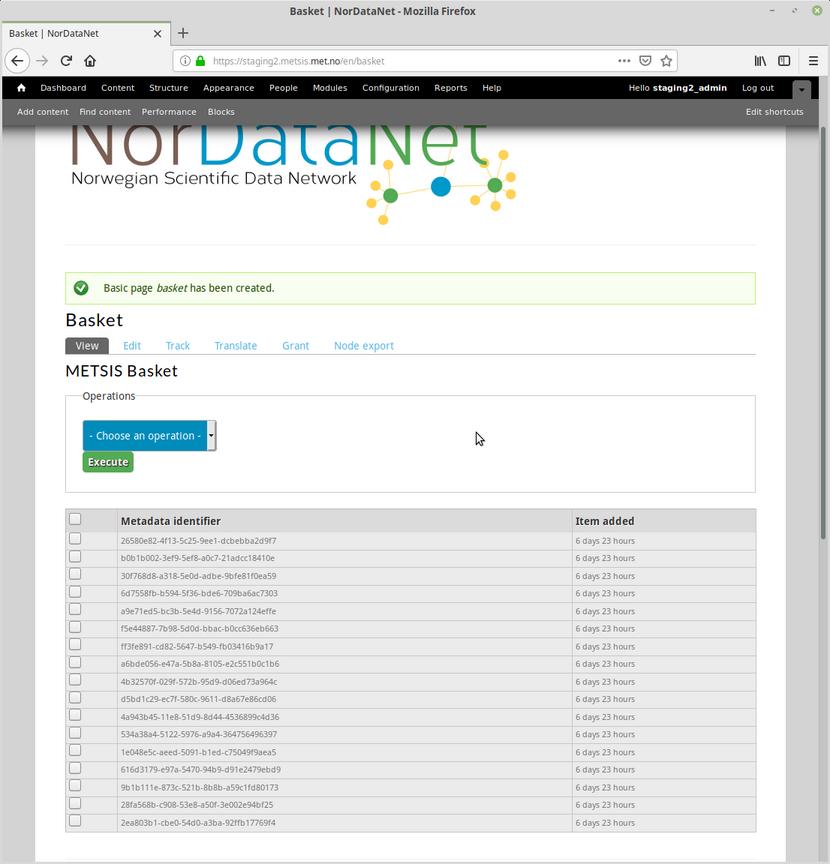 Basket | NorDataNet - Mozilla Firefox
Basket | NorDataNet
https://staging2.metsis.met.no/en/basket
Dashboard Content Structure Appearance People Modules Configuration Reports Help Hello staging2_admin Log out
Add content Find content Performance Blocks Edit shortcuts
NorDataNet
Norwegian Scientific Data Network
Basic page basket has been created.
Basket
View Edit Track Translate Grant Node export
METSIS Basket
Operations
- Choose an operation -
Execute
Metadata identifier Item added
26580e82-4f13-5c25-9ee1-dcbebba2d9f7 6 days 23 hours
b0b1b002-3ef9-5ef8-a0c7-21adcc18410e 6 days 23 hours
30f768d8-a318-5e0d-adbe-9bfe81f0ea59 6 days 23 hours
6d7558fb-b594-5f36-bde6-709ba6ac7303 6 days 23 hours
a9e71ed5-bc3b-5e4d-9156-7072a124effe 6 days 23 hours
f5e44887-7b98-5d0d-bbac-b0cc636eb663 6 days 23 hours
ff3fe891-cd82-5647-b549-fb03416b9a17 6 days 23 hours
a6bde056-e47a-5b8a-8105-e2c551b0c1b6 6 days 23 hours
4b32570f-029f-572b-95d9-d06ed73a964c 6 days 23 hours
d5bd1c29-ec7f-580c-9611-d8a67e86cd06 6 days 23 hours
4a943b45-11e8-51d9-8d44-4536899c4d36 6 days 23 hours
534a38a4-5122-5976-a9a4-364756496397 6 days 23 hours
1e048e5c-aeed-5091-b1ed-c75049f9aea5 6 days 23 hours
616d3179-e97a-5470-94b9-d91e2479ebd9 6 days 23 hours
9b1b111e-873c-521b-8b8b-a59c1fd80173 6 days 23 hours
28fa568b-c908-53e8-a50f-3e002e94bf25 6 days 23 hours
2ea803b1-cbe0-54d0-a3ba-92ffb17769f4 6 days 23 hours